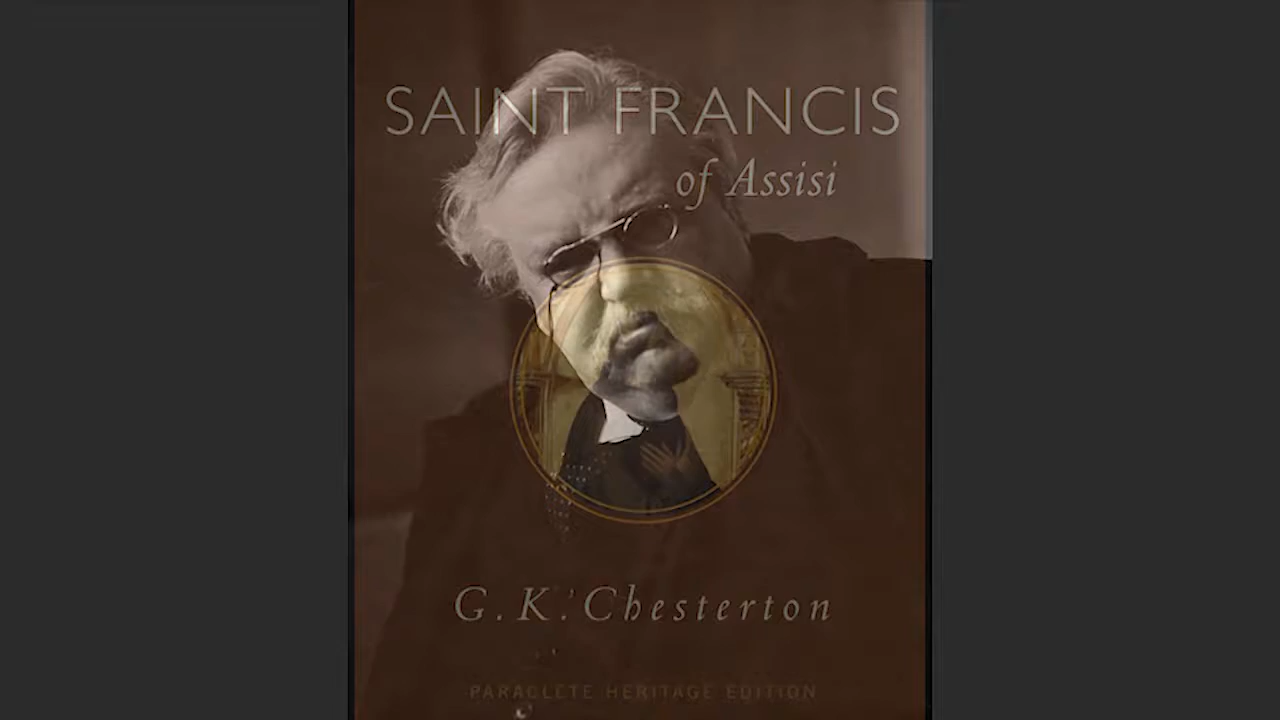 SAINT FRANCIS
of Assisi
G.K. Chesterton
PARACLETE HERITAGE EDITION